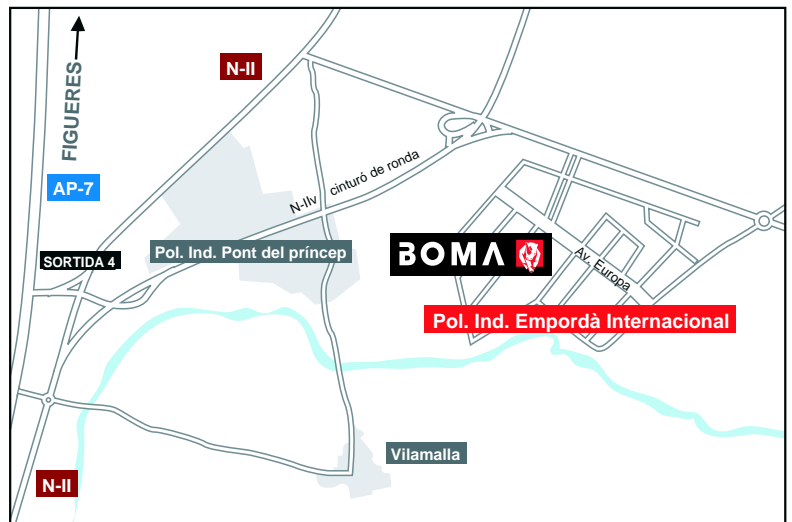 FIGUERES
N-II
AP-7
N-IIv cinturó de ronda
SORTIDA 4
Pol. Ind. Pont del príncep
BOMA
Av. Europa
Pol. Ind. Empordà Internacional
Vilamalla
N-II